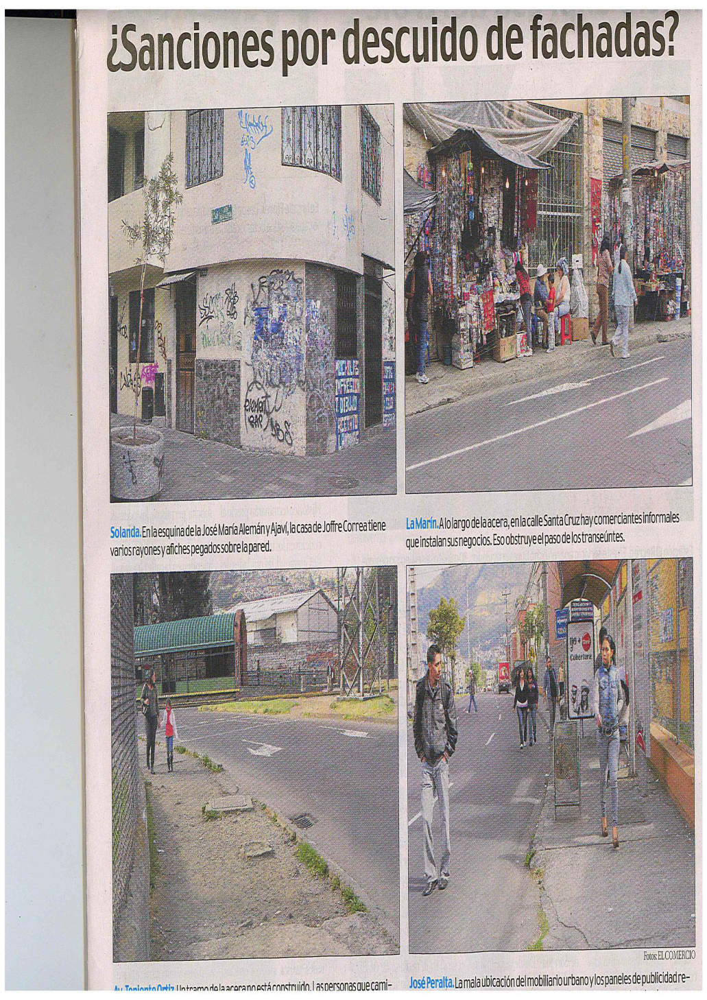 ¿Sanciones por descuido de fachadas?
Solanda. En la esquina de la José María Alemán y Ajaví, la casa de Joffre Correa tiene
varios rayones y afiches pegados sobre la pared.
La Marín. A lo largo de la acera, en la calle Santa Cruz hay comerciantes informales
que instalan sus negocios. Eso obstruye el paso de los transeúntes.
element
RAP
DBS
yo +
Cobertura
Fotos: EL COMERCIO
Av. Teniente Ortiz. Un tramo de la acera no está construido. Las personas que cami-
José Peralta. La mala ubicación del mobiliario urbano y los paneles de publicidad re-